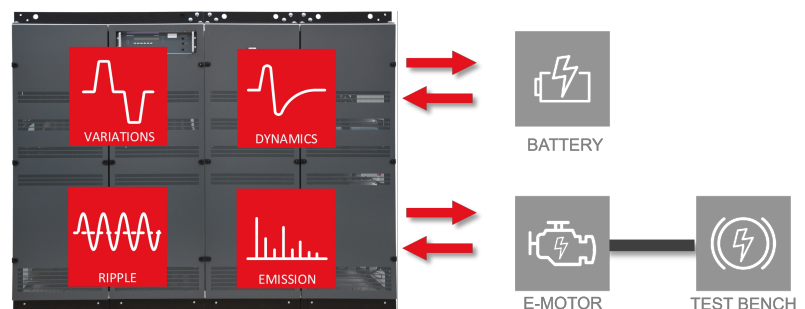 VARIATIONS
DYNAMICS
BATTERY
RIPPLE
EMISSION
E-MOTOR
TEST BENCH